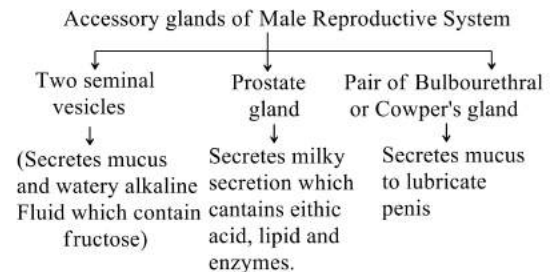 Accessory glands of Male Reproductive System
Two seminal
vesicles
(Secretes mucus
and watery alkaline
Fluid which contain
fructose)
Prostate
gland
Secretes milky
secretion which
cantains eithic
acid, lipid and
enzymes.
Pair of Bulbourethral
or Cowper's gland
Secretes mucus
to lubricate
penis